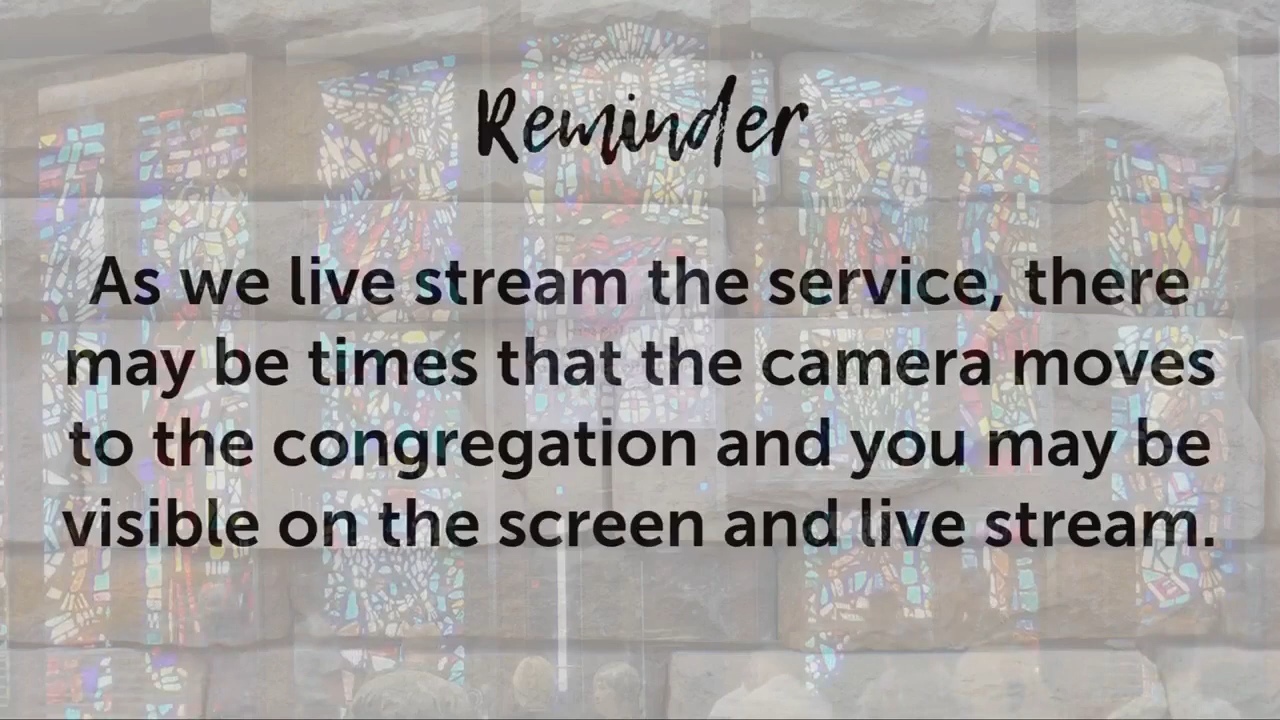 Reminder
As we live stream the service, there
may be times that the camera moves
to the congregation and you may be
visible on the screen and live stream.